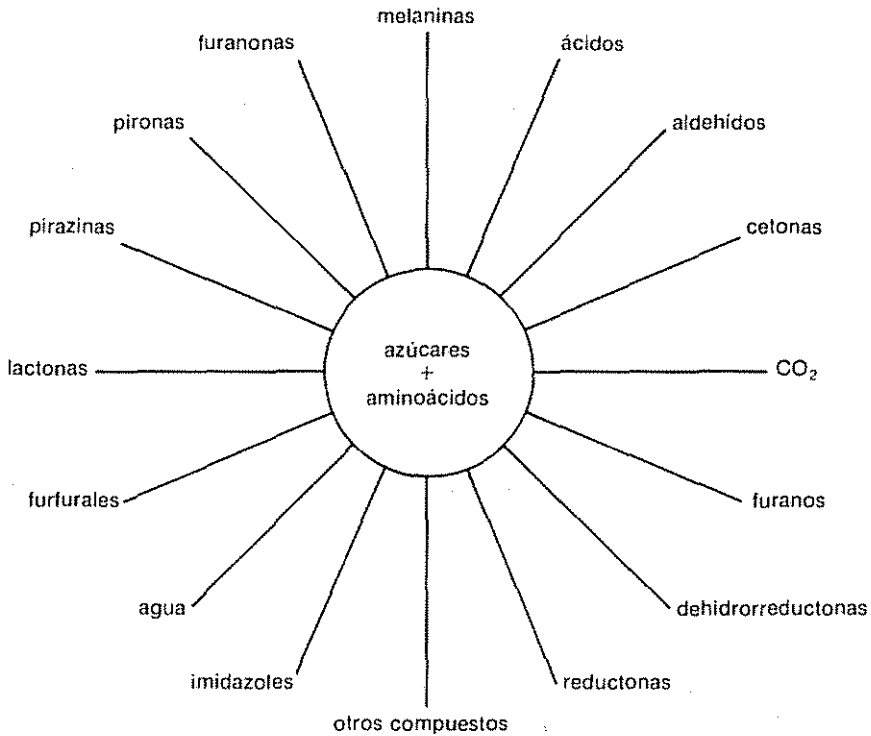 melaninas
furanonas
ácidos
pironas
aldehídos
pirazinas
cetonas
azúcares
+
aminoácidos
lactonas
CO₂
furfurales
furanos
agua
dehidrorreductonas
imidazoles
reductonas
otros compuestos